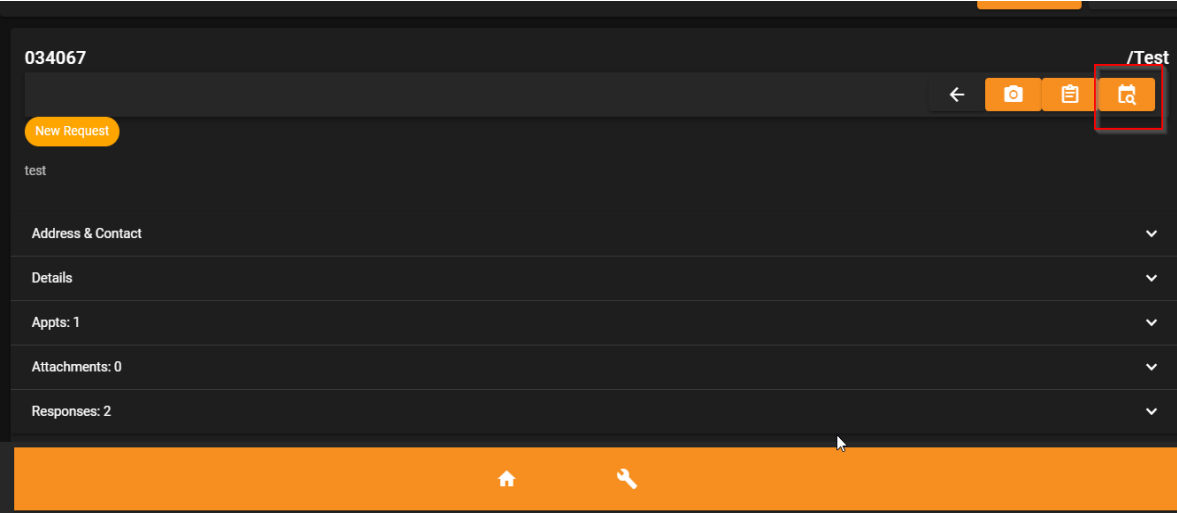 034067
/Test
New Request
test
Address & Contact
Details
Appts: 1
Attachments: 0
Responses: 2